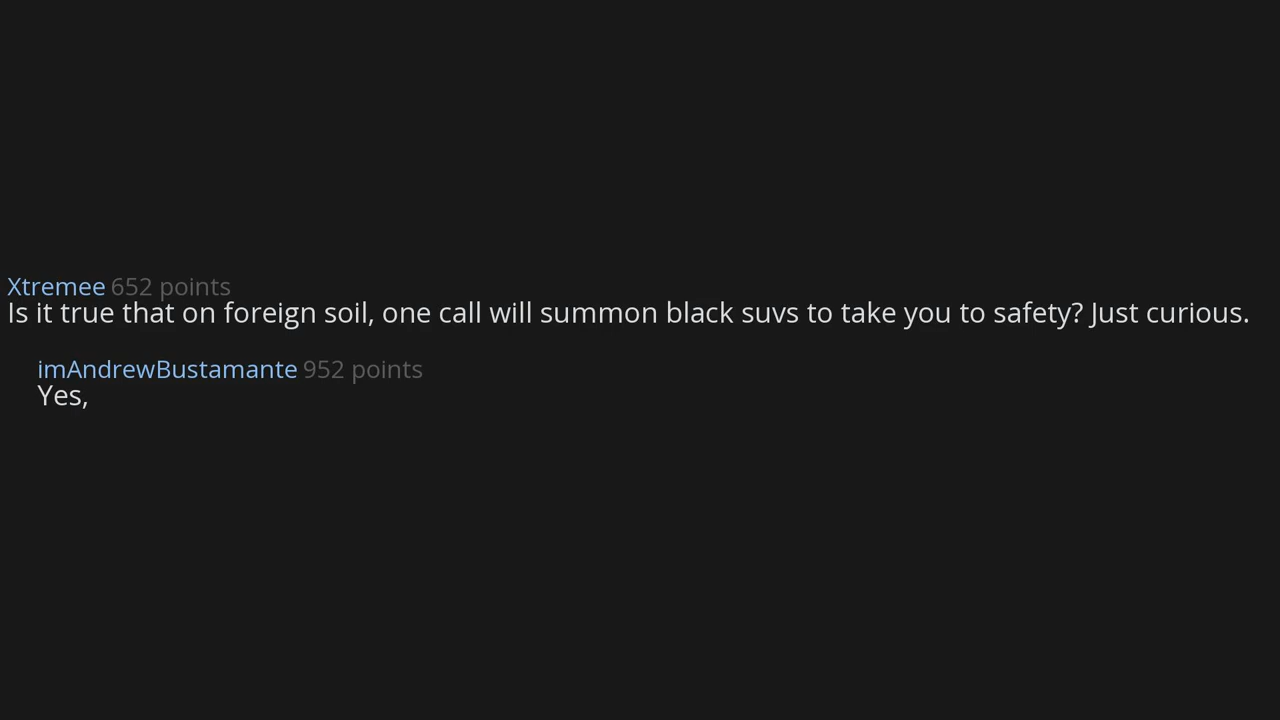 Xtremee 652 points
Is it true that on foreign soil, one call will summon black suvs to take you to safety? Just curious.
imAndrewBustamante 952 points
Yes,